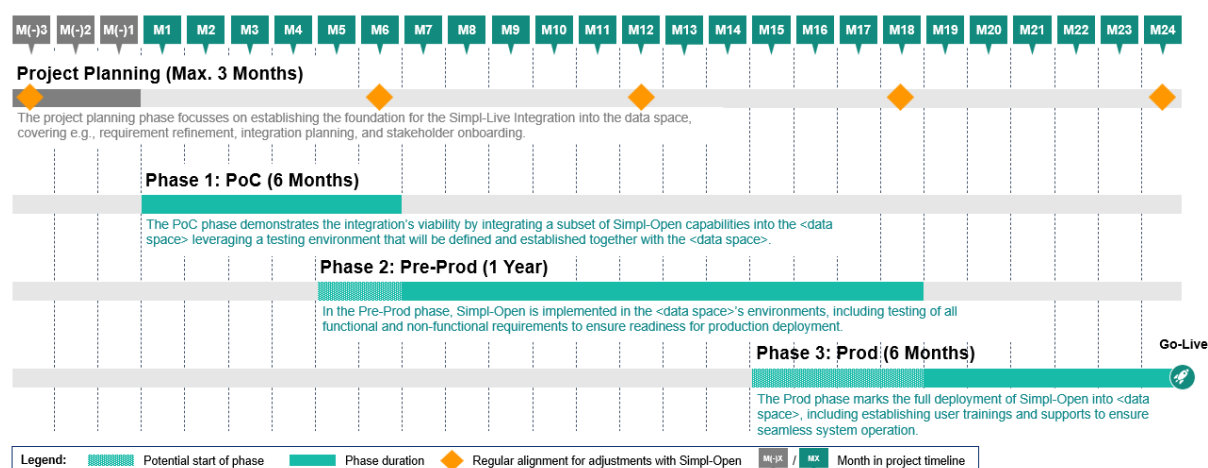 M(-)3 M(-)2 M(-)1 M1 M2 M3 M4 M5 M6 M7 M8 M9 M10 M11 M12 M13 M14 M15 M16 M17 M18 M19 M20 M21 M22 M23 M24
Project Planning (Max. 3 Months)
The project planning phase focusses on establishing the foundation for the Simpl-Live Integration into the data space,
covering e.g., requirement refinement, integration planning, and stakeholder onboarding.
Phase 1: PoC (6 Months)
The PoC phase demonstrates the integration's viability by integrating a subset of Simpl-Open capabilities into the <data
space> leveraging a testing environment that will be defined and established together with the <data space>.
Phase 2: Pre-Prod (1 Year)
In the Pre-Prod phase, Simpl-Open is implemented in the <data space>'s environments, including testing of all
functional and non-functional requirements to ensure readiness for production deployment.
Phase 3: Prod (6 Months)
Go-Live
The Prod phase marks the full deployment of Simpl-Open into <data
space>, including establishing user trainings and supports to ensure
seamless system operation.
Legend: Potential start of phase Phase duration Regular alignment for adjustments with Simpl-Open M(-)X / MX Month in project timeline